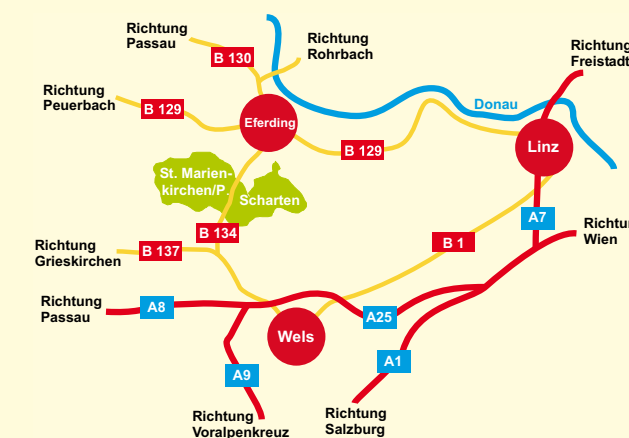 Richtung
Passau
Richtung
Rohrbach
Richtung
Freistadt
B 130
Richtung
Peuerbach
B 129
Donau
Eferding
B 129
Linz
St. Marien-
kirchen/P.
Scharten
A7
Richtun
Wien
B 134
B 1
Richtung
Grieskirchen
B 137
Richtung
Passau
A8
A25
Wels
A1
A9
Richtung
Voralpenkreuz
Richtung
Salzburg